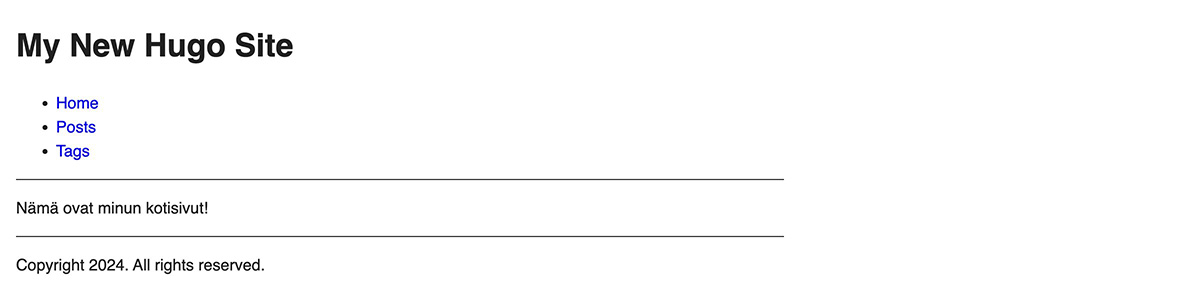 My New Hugo Site
Home
Posts
Tags
Nämä ovat minun kotisivut!
Copyright 2024. All rights reserved.